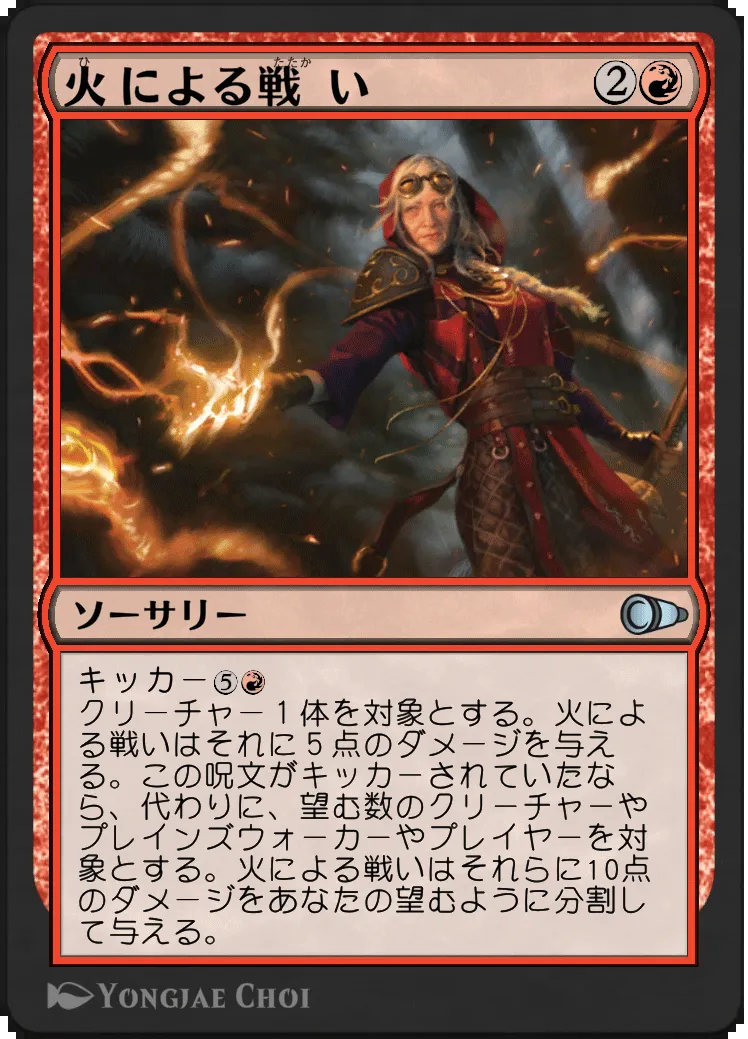 ひ たたか
火による戦い 2
ソーサリー
キッカー5
クリーチャー1体を対象とする。火によ
る戦いはそれに5点のダメージを与え
る。この呪文がキッカーされていたな
ら、代わりに、望む数のクリーチャーや
プレインズウォーカーやプレイヤーを対
象とする。火による戦いはそれらに10点
のダメージをあなたの望むように分割し
て与える。
YONGJAE CHOI